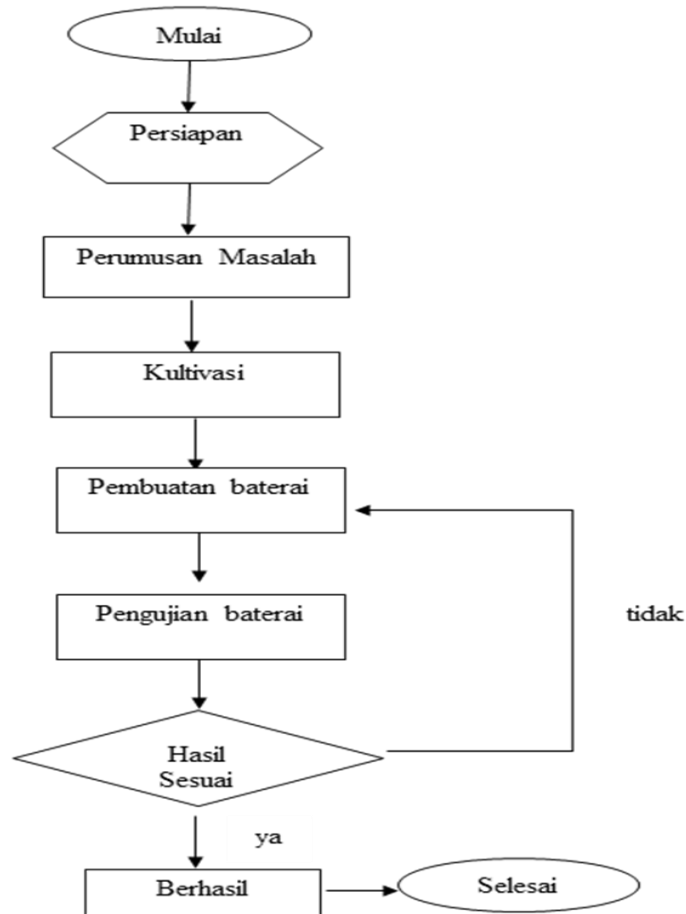 Mulai
Persiapan
Perumusan Masalah
Kultivasi
Pembuatan baterai
Pengujian baterai
tidak
Hasil
Sesuai
ya
Berhasil
Selesai